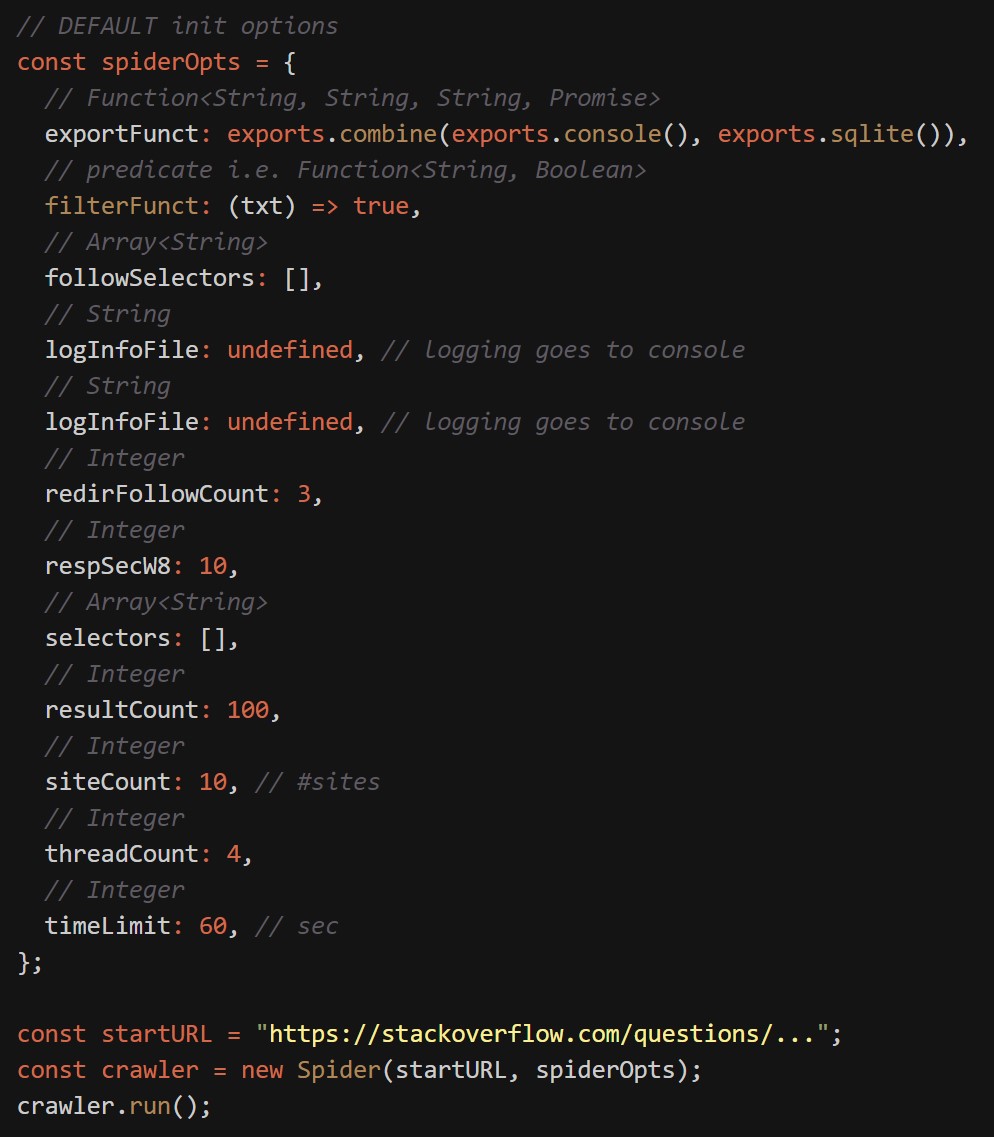 // DEFAULT init options
const spiderOpts = {
  // Function<String, String, String, Promise>
  exportFunct: exports.combine(exports.console(), exports.sqlite()),
  // predicate i.e. Function<String, Boolean>
  filterFunct: (txt) => true,
  // Array<String>
  followSelectors: [],
  // String
  logInfoFile: undefined, // logging goes to console
  // String
  logInfoFile: undefined, // logging goes to console
  // Integer
  redirFollowCount: 3,
  // Integer
  respSecW8: 10,
  // Array<String>
  selectors: [],
  // Integer
  resultCount: 100,
  // Integer
  siteCount: 10, // #sites
  // Integer
  threadCount: 4,
  // Integer
  timeLimit: 60, // sec
};

const startURL = "https://stackoverflow.com/questions/...";
const crawler = new Spider(startURL, spiderOpts);
crawler.run();